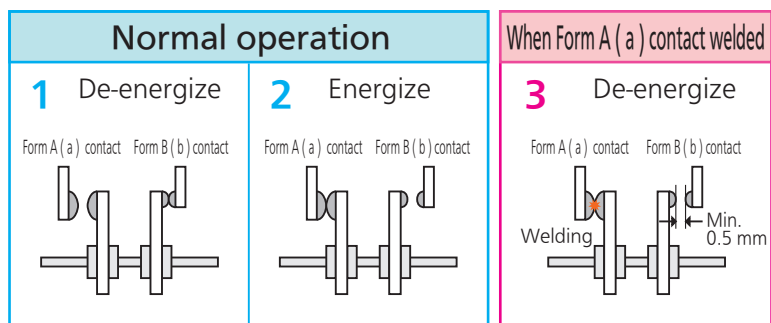 Normal operation
1 De-energize
Form A ( a ) contact Form B ( b ) contact
2 Energize
Form A ( a ) contact Form B ( b ) contact
When Form A ( a ) contact welded
3 De-energize
Form A ( a ) contact Form B ( b ) contact
Welding
Min.
0.5 mm